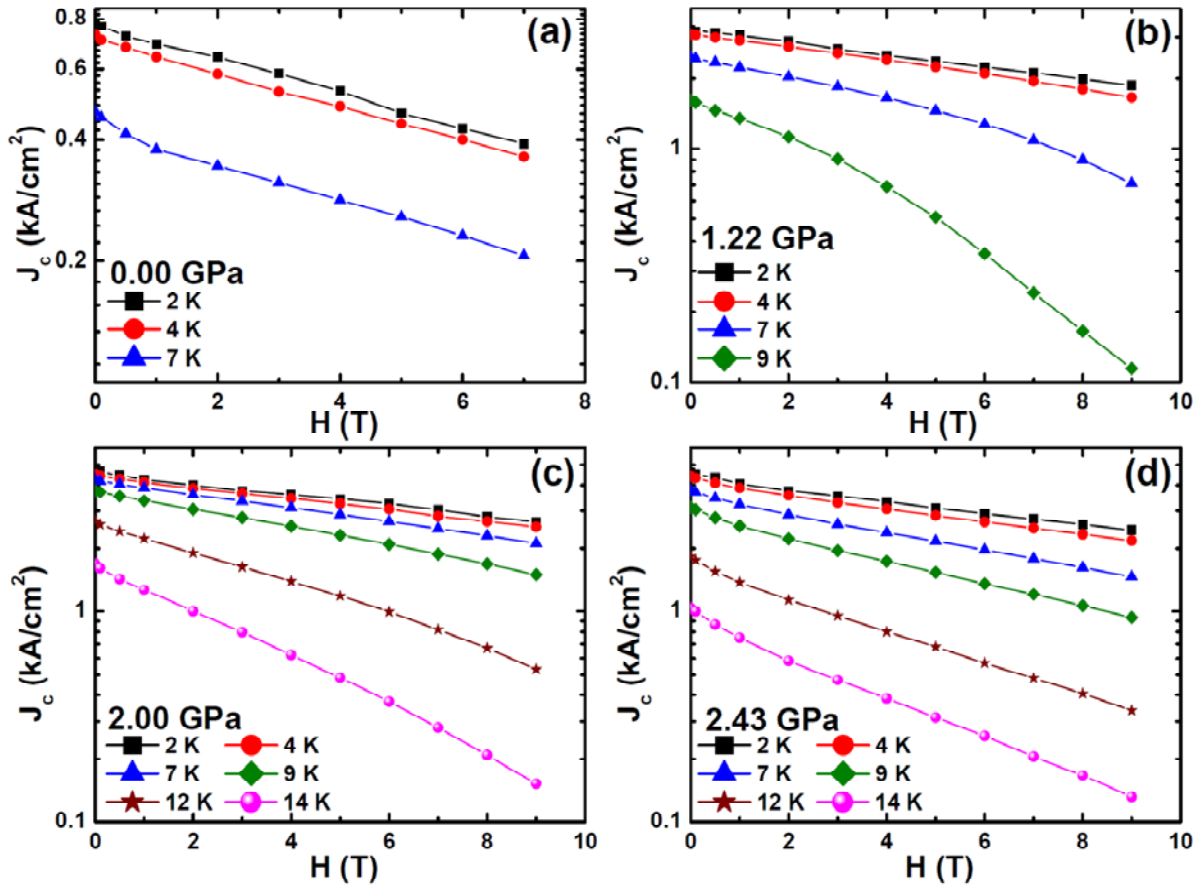 (a)
0.8
0.6
0.4
0.2
J_c (kA/cm²)
0.00 GPa
2 K
4 K
7 K
0 2 4 6 8
H (T)
(b)
1
0.1
J_c (kA/cm²)
1.22 GPa
2 K
4 K
7 K
9 K
0 2 4 6 8 10
H (T)
(c)
1
0.1
J_c (kA/cm²)
2.00 GPa
2 K 4 K
7 K 9 K
12 K 14 K
0 2 4 6 8 10
H (T)
(d)
1
0.1
J_c (kA/cm²)
2.43 GPa
2 K 4 K
7 K 9 K
12 K 14 K
0 2 4 6 8 10
H (T)